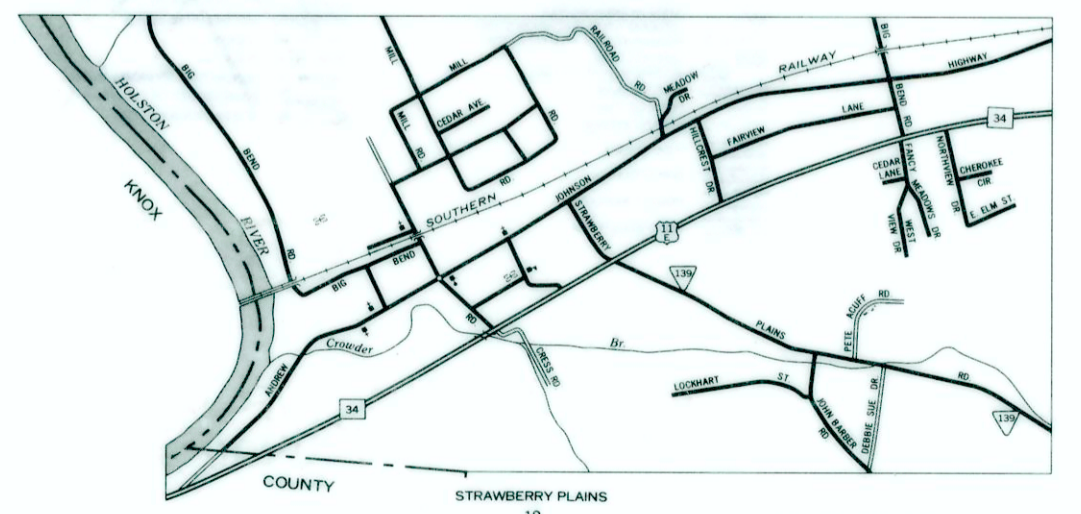 HOLSTON
RIVER
KNOX
BIG
BEND
RD
MILL
MILL
MILL
RD
RD
RD
CEDAR AVE.
RAILROAD
RD
MEADOW
DR
SOUTHERN
RAILWAY
BIG
BEND
RD
HIGHWAY
JOHNSON
ANDREW
HILLCREST DR
FAIRVIEW
LANE
34
CEDAR
LANE
FANCY
MEADOWS
DR
WEST
VIEW DR
NORTHVIEW
DR
CHEROKEE
CIR
E. ELM ST.
BIG
BEND
RD
STRAWBERRY
PLAINS
RD
11
E
139
PETE ACUFF RD
Crowder
Br.
CRESS RD
LOCKHART
ST
JOHN BARBER
RD
DEBBIE SUE DR.
139
34
COUNTY
STRAWBERRY PLAINS